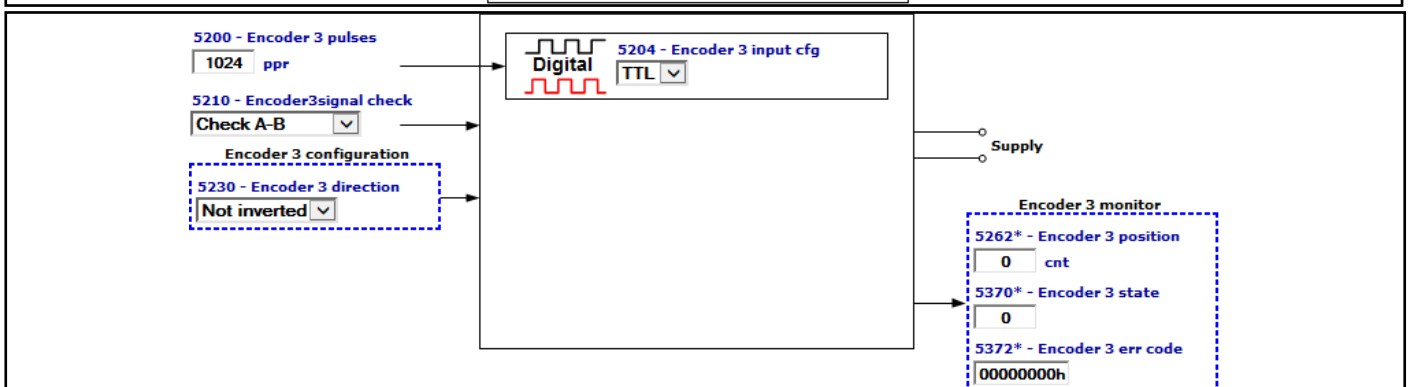 5200 - Encoder 3 pulses
1024 ppr
5204 - Encoder 3 input cfg
Digital
TTL
5210 - Encoder3signal check
Check A-B
Supply
Encoder 3 configuration
5230 - Encoder 3 direction
Not inverted
Encoder 3 monitor
5262* - Encoder 3 position
0 cnt
5370* - Encoder 3 state
0
5372* - Encoder 3 err code
00000000h